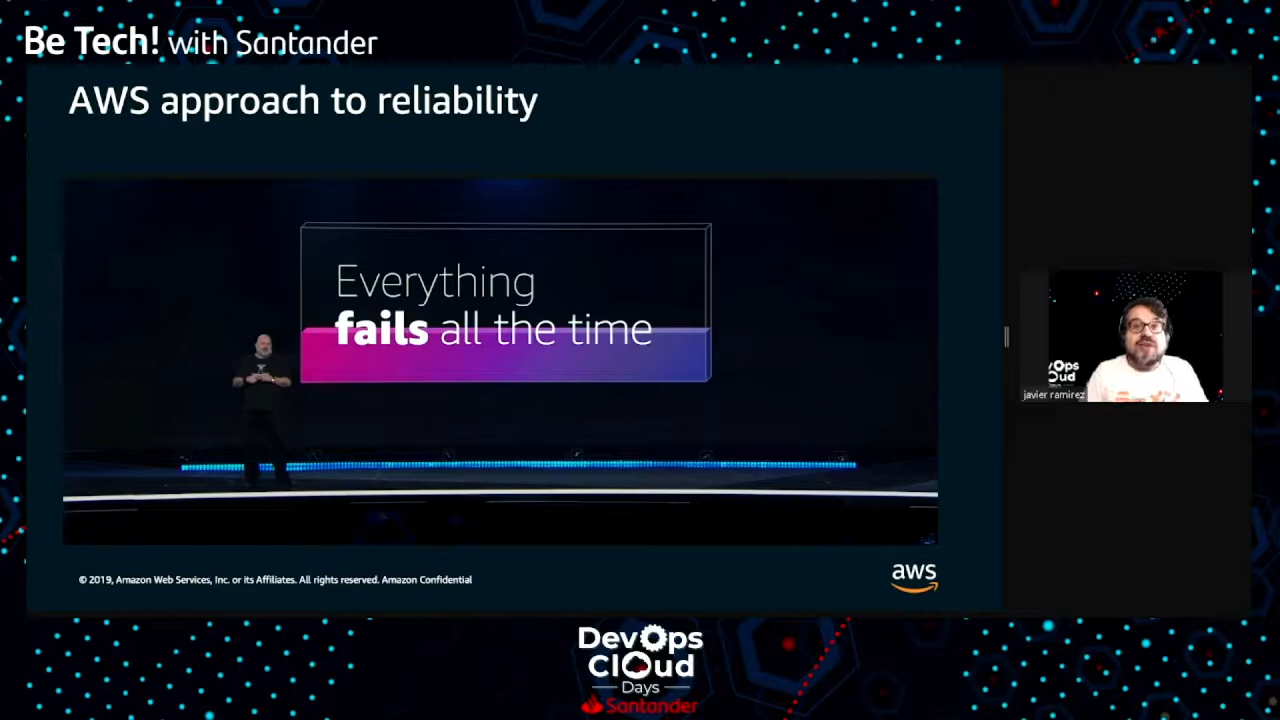 Be Tech! with Santander
AWS approach to reliability
Everything
fails all the time
javier ramirez
© 2019, Amazon Web Services, Inc. or its Affiliates. All rights reserved. Amazon Confidential
aws
DevOps
Cloud
Days
Santander